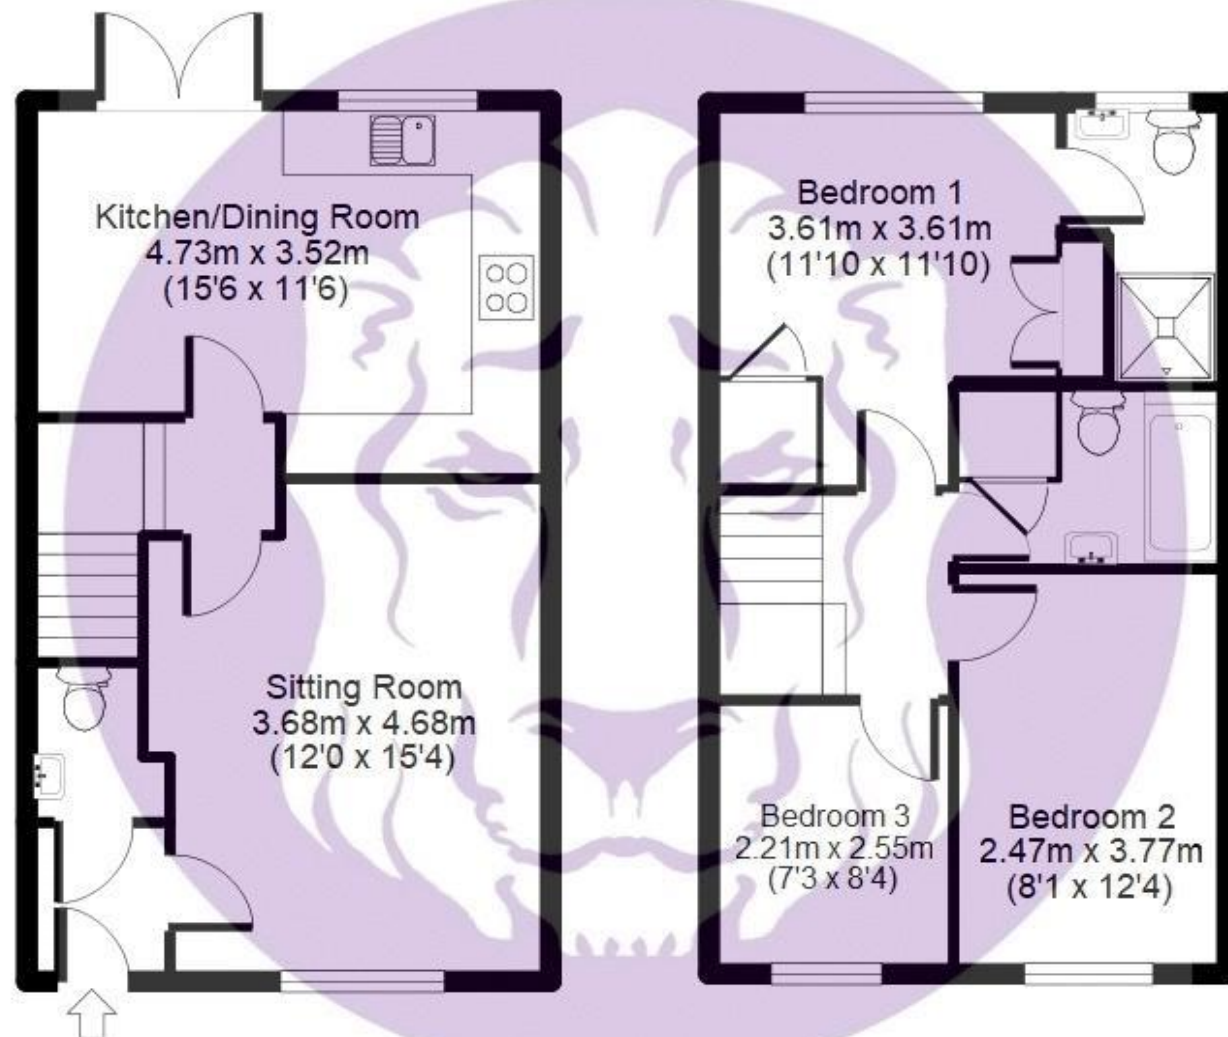 Kitchen/Dining Room
4.73m x 3.52m
(15'6 x 11'6)
Sitting Room
3.68m x 4.68m
(12'0 x 15'4)
Bedroom 1
3.61m x 3.61m
(11'10 x 11'10)
Bedroom 3
2.21m x 2.55m
(7'3 x 8'4)
Bedroom 2
2.47m x 3.77m
(8'1 x 12'4)